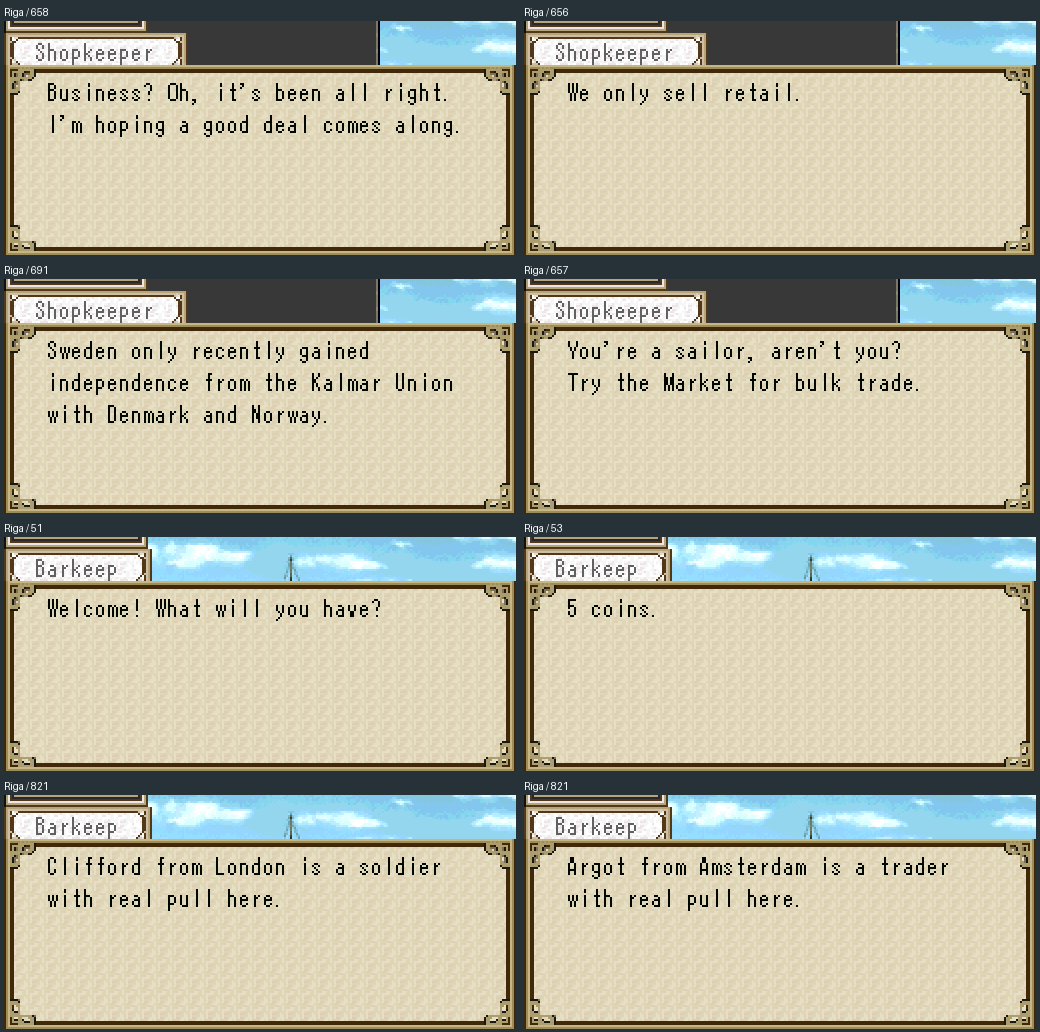 Riga/658
Shopkeeper
Business? Oh, it's been all right.
I'm hoping a good deal comes along.
Riga/656
Shopkeeper
We only sell retail.
Riga/691
Shopkeeper
Sweden only recently gained
independence from the Kalmar Union
with Denmark and Norway.
Riga/657
Shopkeeper
You're a sailor, aren't you?
Try the Market for bulk trade.
Riga/51
Barkeep
Welcome! What will you have?
Riga/53
Barkeep
5 coins.
Riga/821
Barkeep
Clifford from London is a soldier
with real pull here.
Riga/821
Barkeep
Argot from Amsterdam is a trader
with real pull here.